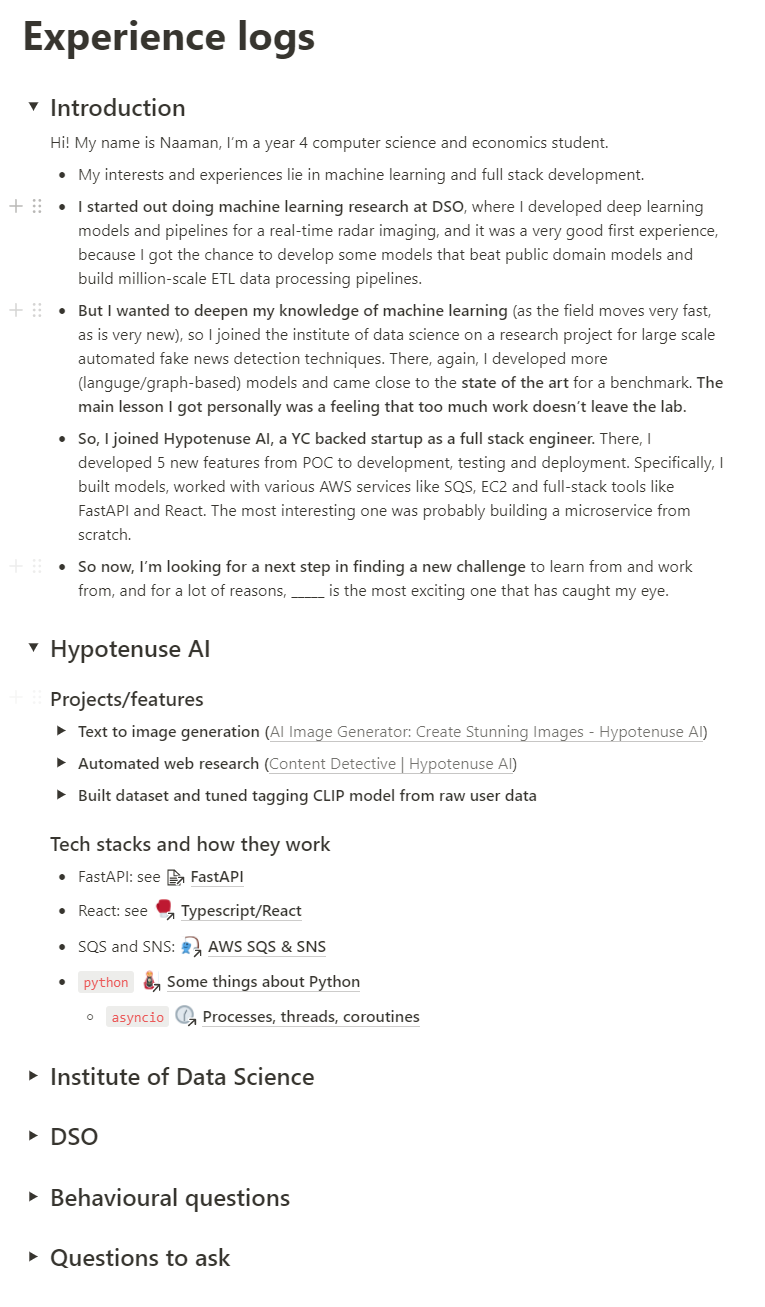 Experience logs
Introduction
Hi! My name is Naaman, I'm a year 4 computer science and economics student.
My interests and experiences lie in machine learning and full stack development.
I started out doing machine learning research at DSO, where I developed deep learning
models and pipelines for a real-time radar imaging, and it was a very good first experience,
because I got the chance to develop some models that beat public domain models and
build million-scale ETL data processing pipelines.
But I wanted to deepen my knowledge of machine learning (as the field moves very fast,
as is very new), so I joined the institute of data science on a research project for large scale
automated fake news detection techniques. There, again, I developed more
(languge/graph-based) models and came close to the state of the art for a benchmark. The
main lesson I got personally was a feeling that too much work doesn't leave the lab.
So, I joined Hypotenuse AI, a YC backed startup as a full stack engineer. There, I
developed 5 new features from POC to development, testing and deployment. Specifically, I
built models, worked with various AWS services like SQS, EC2 and full-stack tools like
FastAPI and React. The most interesting one was probably building a microservice from
scratch.
So now, I'm looking for a next step in finding a new challenge to learn from and work
from, and for a lot of reasons, _____ is the most exciting one that has caught my eye.
Hypotenuse AI
Projects/features
Text to image generation (AI Image Generator: Create Stunning Images - Hypotenuse AI)
Automated web research (Content Detective | Hypotenuse AI)
Built dataset and tuned tagging CLIP model from raw user data
Tech stacks and how they work
FastAPI: see FastAPI
React: see Typescript/React
SQS and SNS: AWS SQS & SNS
python Some things about Python
asyncio Processes, threads, coroutines
Institute of Data Science
DSO
Behavioural questions
Questions to ask